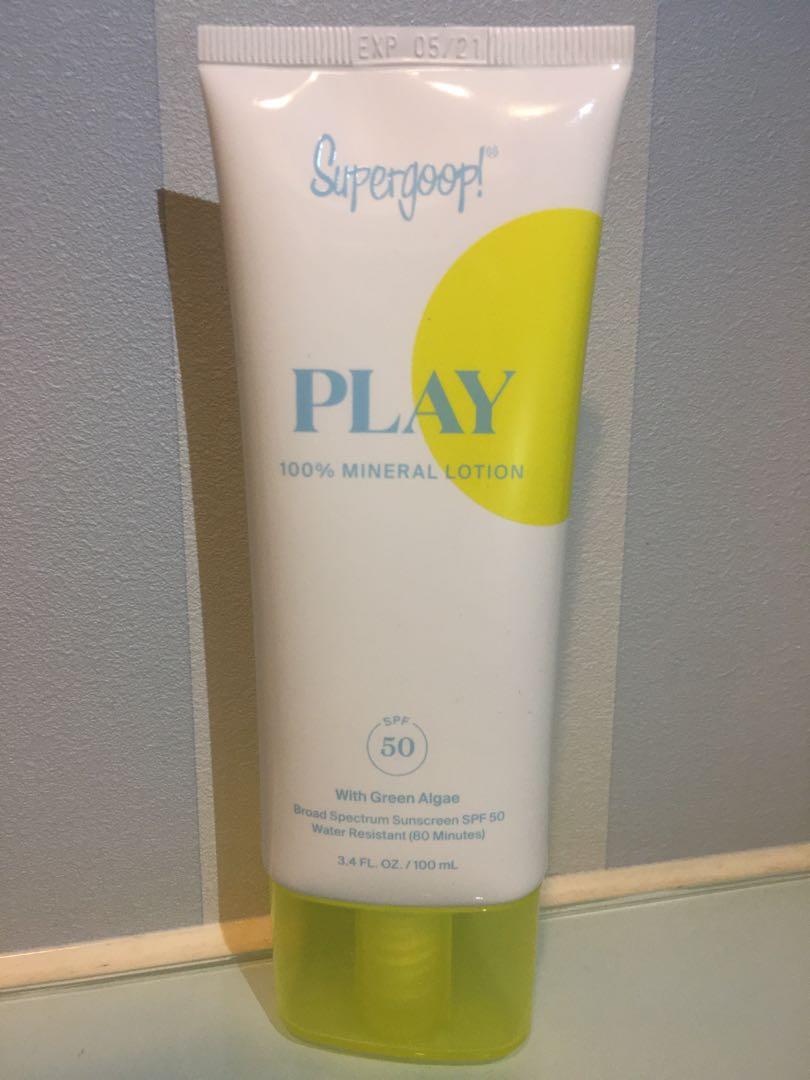 EXP 05/21
Supergoop!®
PLAY
100% MINERAL LOTION
SPF
50
With Green Algae
Broad Spectrum Sunscreen SPF 50
Water Resistant (80 Minutes)
3.4 FL. OZ. / 100 mL